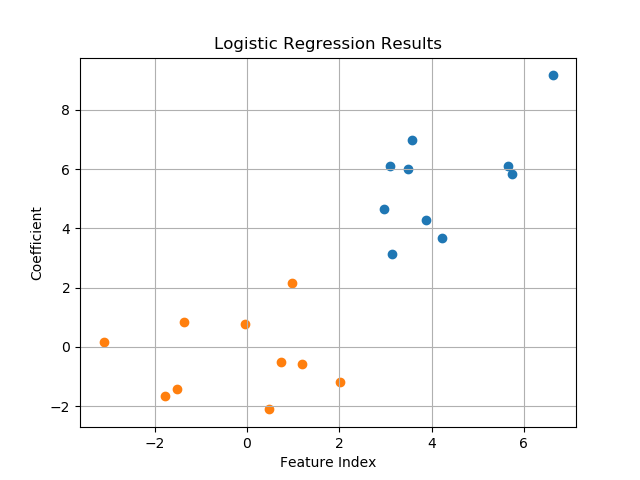 Logistic Regression Results
Coefficient
8
6
4
2
0
−2
−2 0 2 4 6
Feature Index